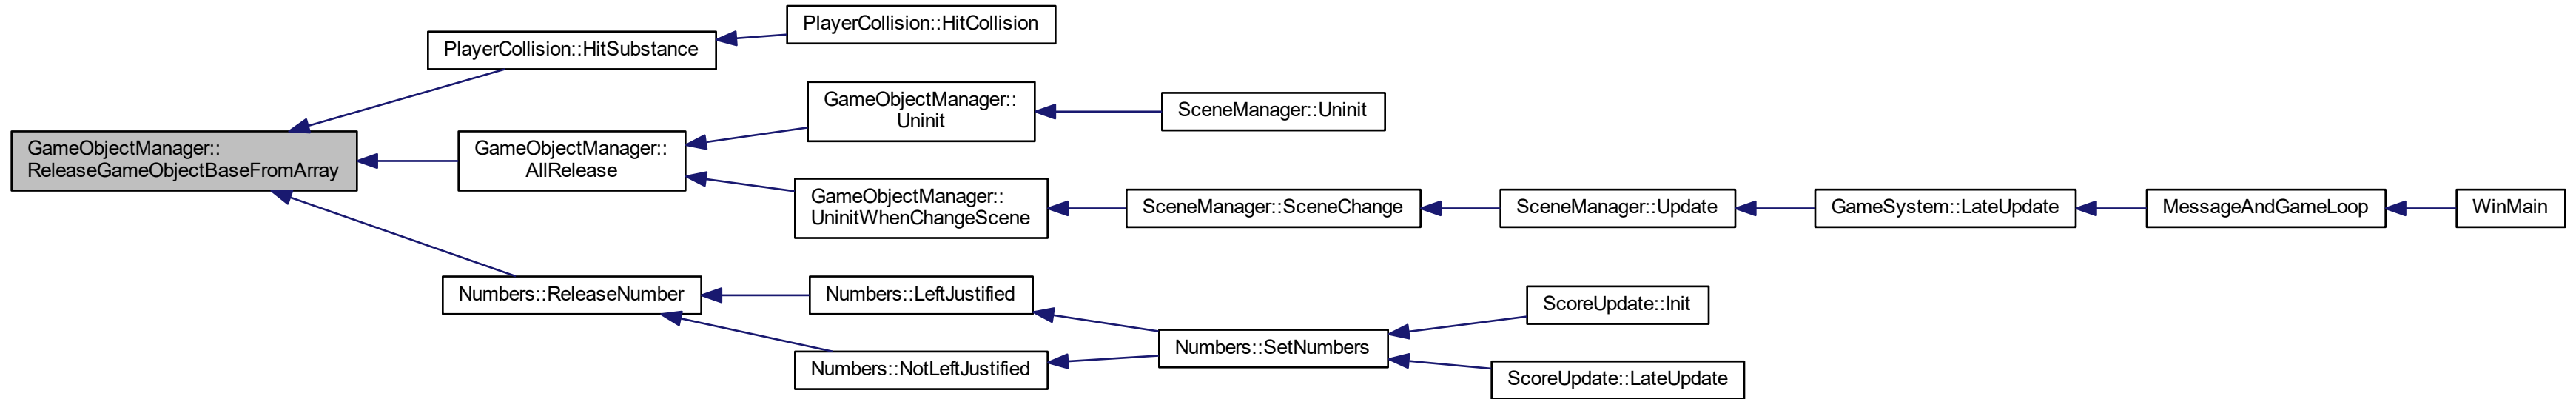 PlayerCollision::HitCollision
PlayerCollision::HitSubstance
GameObjectManager::
Uninit
SceneManager::Uninit
GameObjectManager::
ReleaseGameObjectBaseFromArray
GameObjectManager::
AllRelease
GameObjectManager::
UninitWhenChangeScene
SceneManager::SceneChange
SceneManager::Update
GameSystem::LateUpdate
MessageAndGameLoop
WinMain
Numbers::ReleaseNumber
Numbers::LeftJustified
ScoreUpdate::Init
Numbers::SetNumbers
Numbers::NotLeftJustified
ScoreUpdate::LateUpdate